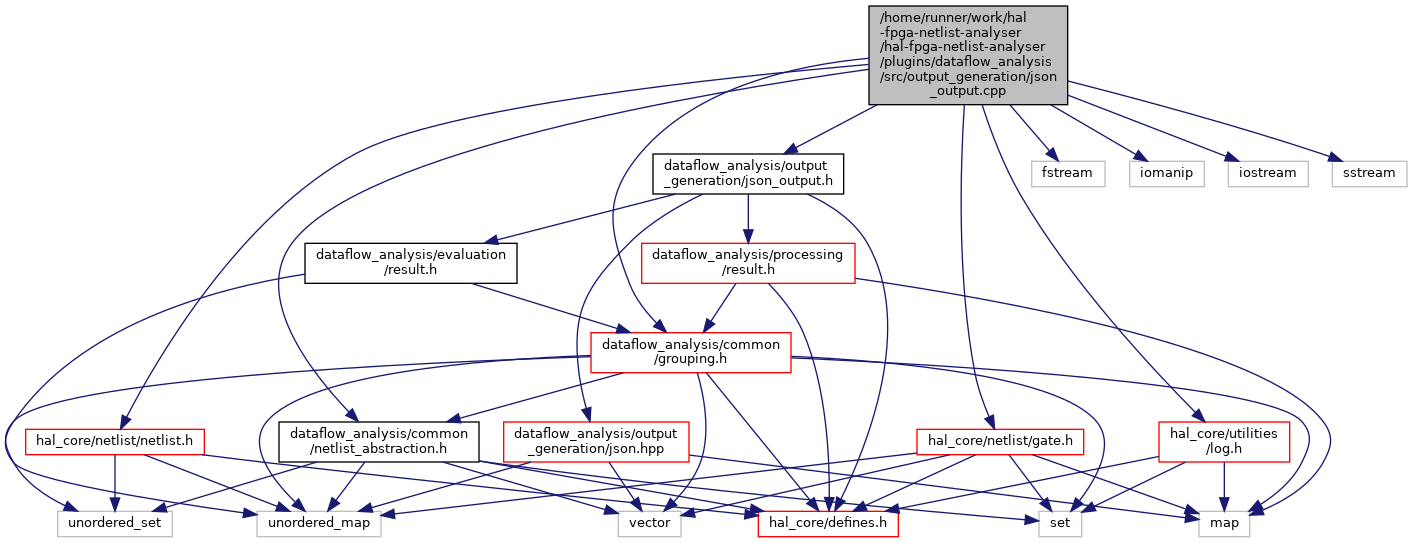 /home/runner/work/hal
-fpga-netlist-analyser
/hal-fpga-netlist-analyser
/plugins/dataflow_analysis
/src/output_generation/json
_output.cpp
dataflow_analysis/output
_generation/json_output.h
fstream
iomanip
iostream
sstream
dataflow_analysis/evaluation
/result.h
dataflow_analysis/processing
/result.h
dataflow_analysis/common
/grouping.h
hal_core/netlist/netlist.h
dataflow_analysis/common
/netlist_abstraction.h
dataflow_analysis/output
_generation/json.hpp
hal_core/netlist/gate.h
hal_core/utilities
/log.h
unordered_set
unordered_map
vector
hal_core/defines.h
set
map